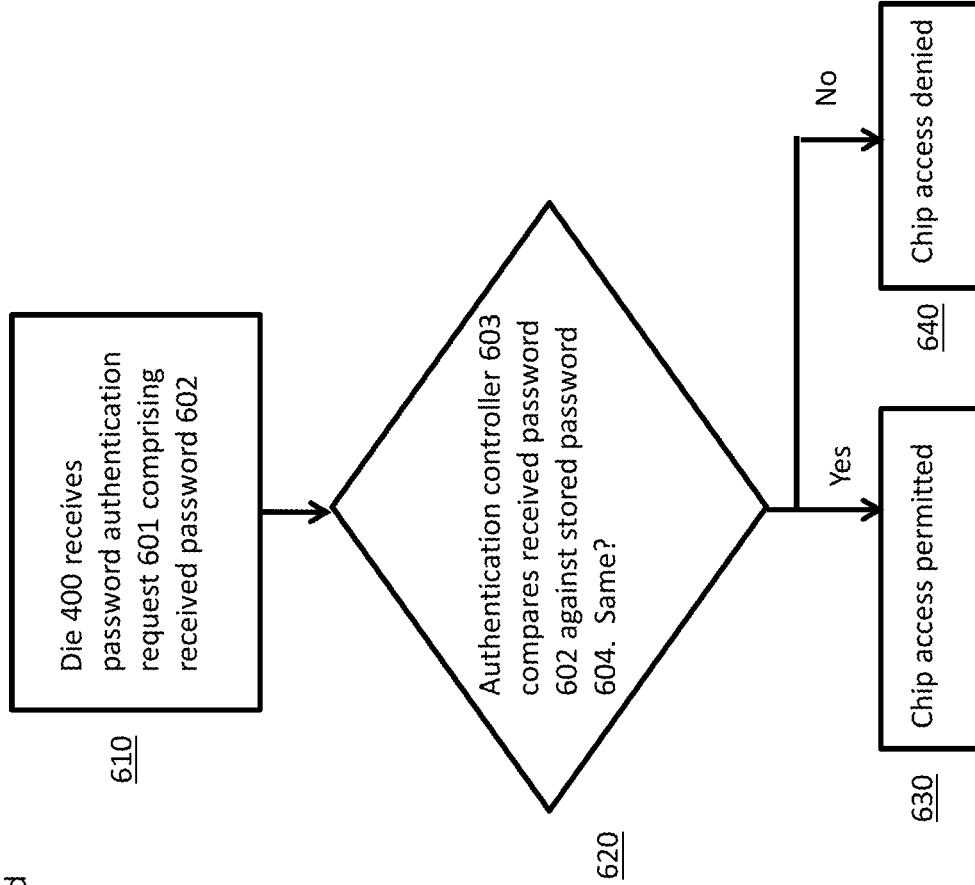 Die 400 receives
password authentication
request 601 comprising
received password 602
610
Authentication controller 603
compares received password
602 against stored password
604. Same?
620
Yes
No
Chip access permitted
630
Chip access denied
640